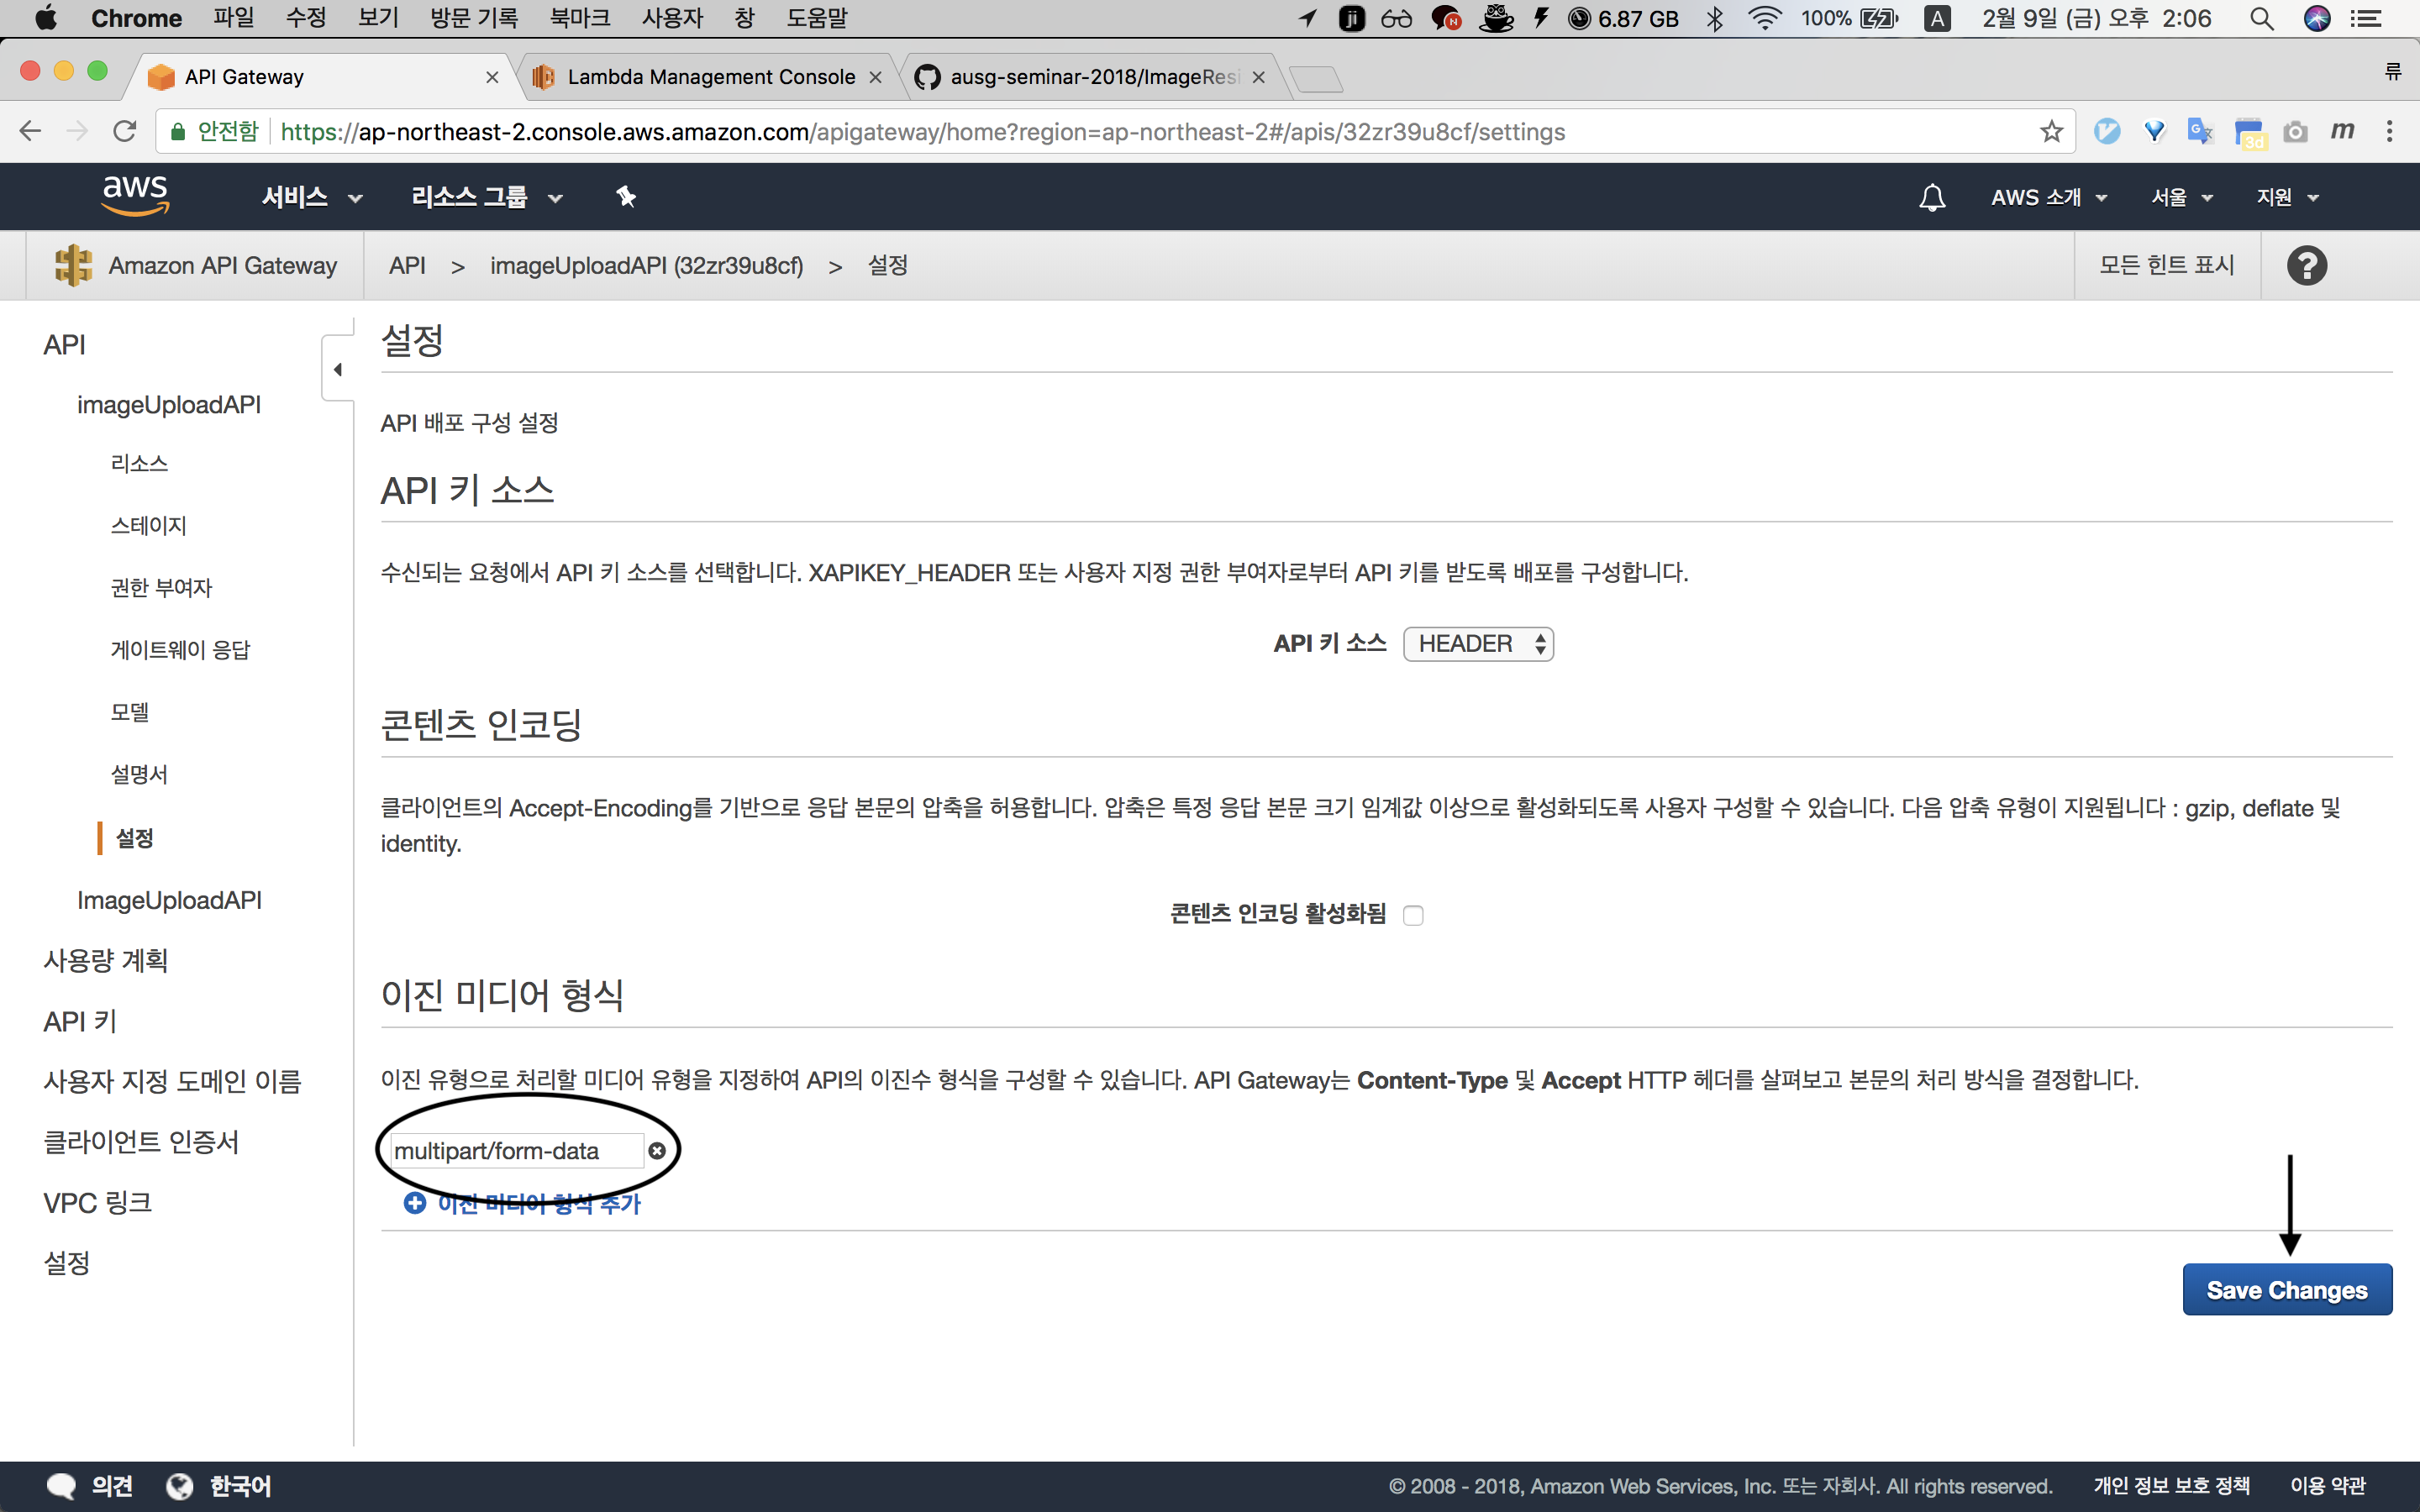 Chrome 파일 수정 보기 방문 기록 북마크 사용자 창 도움말 ji N 6.87 GB 100% A 2월 9일 (금) 오후 2:06
API Gateway Lambda Management Console ausg-seminar-2018/ImageResi 류
안전함 https://ap-northeast-2.console.aws.amazon.com/apigateway/home?region=ap-northeast-2#/apis/32zr39u8cf/settings 3d m
aws 서비스 리소스 그룹 AWS 소개 서울 지원
Amazon API Gateway API > imageUploadAPI (32zr39u8cf) > 설정 모든 힌트 표시 ?
API
imageUploadAPI
리소스
스테이지
권한 부여자
게이트웨이 응답
모델
설명서
설정
ImageUploadAPI
사용량 계획
API 키
사용자 지정 도메인 이름
클라이언트 인증서
VPC 링크
설정
설정
API 배포 구성 설정
API 키 소스
수신되는 요청에서 API 키 소스를 선택합니다. XAPIKEY_HEADER 또는 사용자 지정 권한 부여자로부터 API 키를 받도록 배포를 구성합니다.
API 키 소스 HEADER
콘텐츠 인코딩
클라이언트의 Accept-Encoding를 기반으로 응답 본문의 압축을 허용합니다. 압축은 특정 응답 본문 크기 임계값 이상으로 활성화되도록 사용자 구성할 수 있습니다. 다음 압축 유형이 지원됩니다 : gzip, deflate 및
identity.
콘텐츠 인코딩 활성화됨
이진 미디어 형식
이진 유형으로 처리할 미디어 유형을 지정하여 API의 이진수 형식을 구성할 수 있습니다. API Gateway는 Content-Type 및 Accept HTTP 헤더를 살펴보고 본문의 처리 방식을 결정합니다.
multipart/form-data
이진 미디어 형식 추가
Save Changes
의견 한국어 © 2008 - 2018, Amazon Web Services, Inc. 또는 자회사. All rights reserved. 개인 정보 보호 정책 이용 약관